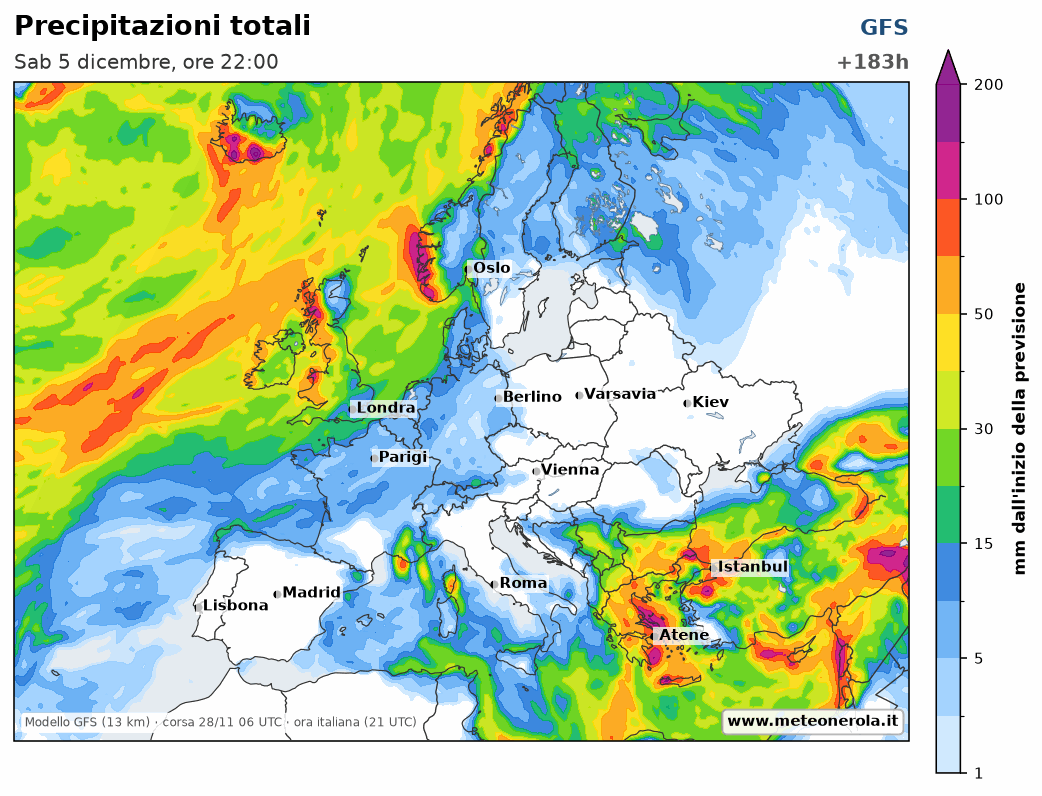 Precipitazioni totali
GFS
Sab 5 dicembre, ore 22:00
+183h
200
100
50
30
15
5
1
mm dall'inizio della previsione
Oslo
Berlino
Varsavia
Kiev
Londra
Parigi
Vienna
Istanbul
Roma
Madrid
Lisbona
Atene
Modello GFS (13 km) · corsa 28/11 06 UTC · ora italiana (21 UTC)
www.meteonerola.it